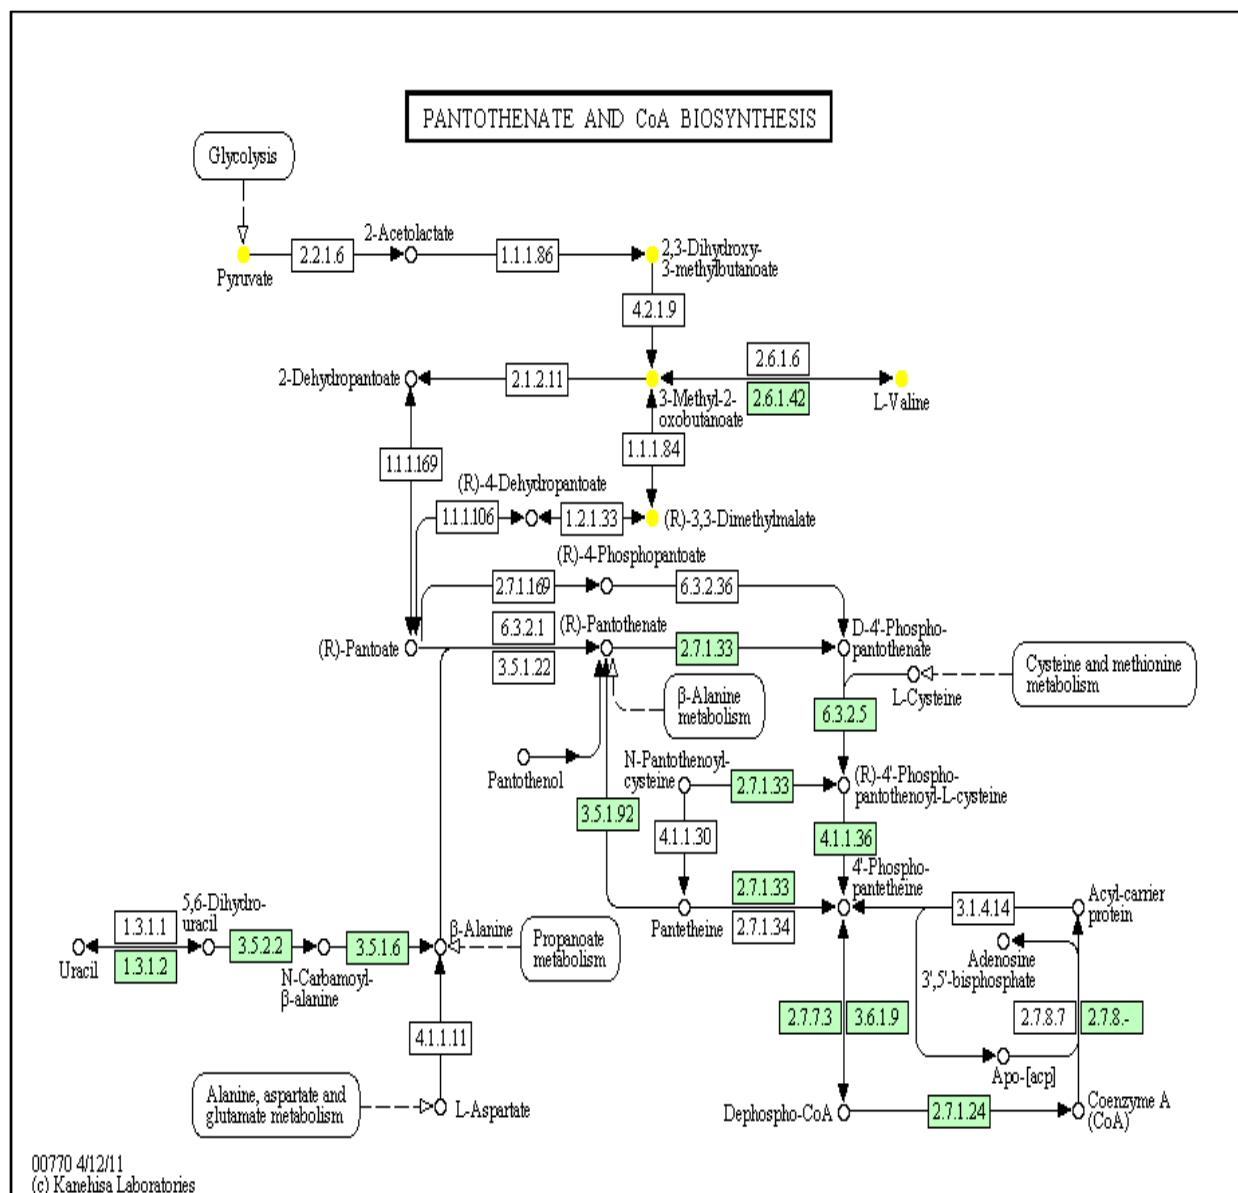 PANTOTHENATE AND CoA BIOSYNTHESIS
Glycolysis
2-Acetolactate
2.2.1.6
1.1.1.86
2,3-Dihydroxy-
3-methylbutanoate
Pyruvate
4.2.1.9
2.6.1.6
2-Dehydropantoate
2.1.2.11
3-Methyl-2-
oxobutanoate
2.6.1.42
L-Valine
1.1.1.169
1.1.1.84
(R)-4-Dehydropantoate
1.1.1.106
1.2.1.33
(R)-3,3-Dimethylmalate
(R)-4-Phosphopantoate
2.7.1.169
6.3.2.36
6.3.2.1
(R)-Pantothenate
D-4'-Phospho-
pantothenate
(R)-Pantoate
3.5.1.22
2.7.1.33
Cysteine and methionine
metabolism
β-Alanine
metabolism
L-Cysteine
6.3.2.5
Pantothenol
N-Pantothenoyl-
cysteine
2.7.1.33
(R)-4'-Phospho-
pantothenoyl-L-cysteine
3.5.1.92
4.1.1.30
4.1.1.36
4'-Phospho-
pantetheine
2.7.1.33
Pantetheine
2.7.1.34
3.1.4.14
Acyl-carrier
protein
5,6-Dihydro-
uracil
1.3.1.1
Uracil
1.3.1.2
3.5.2.2
N-Carbamoyl-
β-alanine
3.5.1.6
β-Alanine
Propanoate
metabolism
Adenosine
3',5'-bisphosphate
2.7.7.3
3.6.1.9
2.7.8.7
2.7.8.-
4.1.1.11
Apo-[acp]
Alanine, aspartate and
glutamate metabolism
L-Aspartate
Dephospho-CoA
2.7.1.24
Coenzyme A
(CoA)
00770 4/12/11
(c) Kanehisa Laboratories